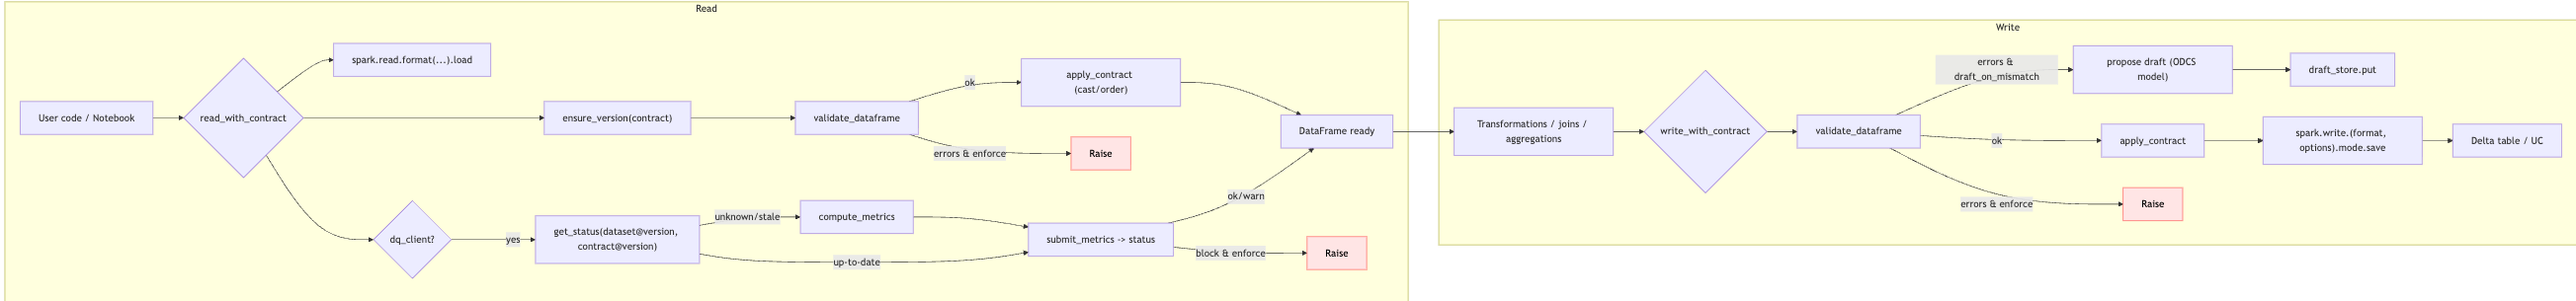 Read
User code / Notebook
read_with_contract
spark.read.format(...).load
ensure_version(contract)
validate_dataframe
ok
apply_contract
(cast/order)
errors & enforce
Raise
DataFrame ready
dq_client?
yes
get_status(dataset@version,
contract@version)
unknown/stale
compute_metrics
up-to-date
submit_metrics -> status
ok/warn
block & enforce
Raise
Write
Transformations / joins /
aggregations
write_with_contract
validate_dataframe
errors &
draft_on_mismatch
propose draft (ODCS
model)
draft_store.put
ok
apply_contract
spark.write.(format,
options).mode.save
Delta table / UC
errors & enforce
Raise